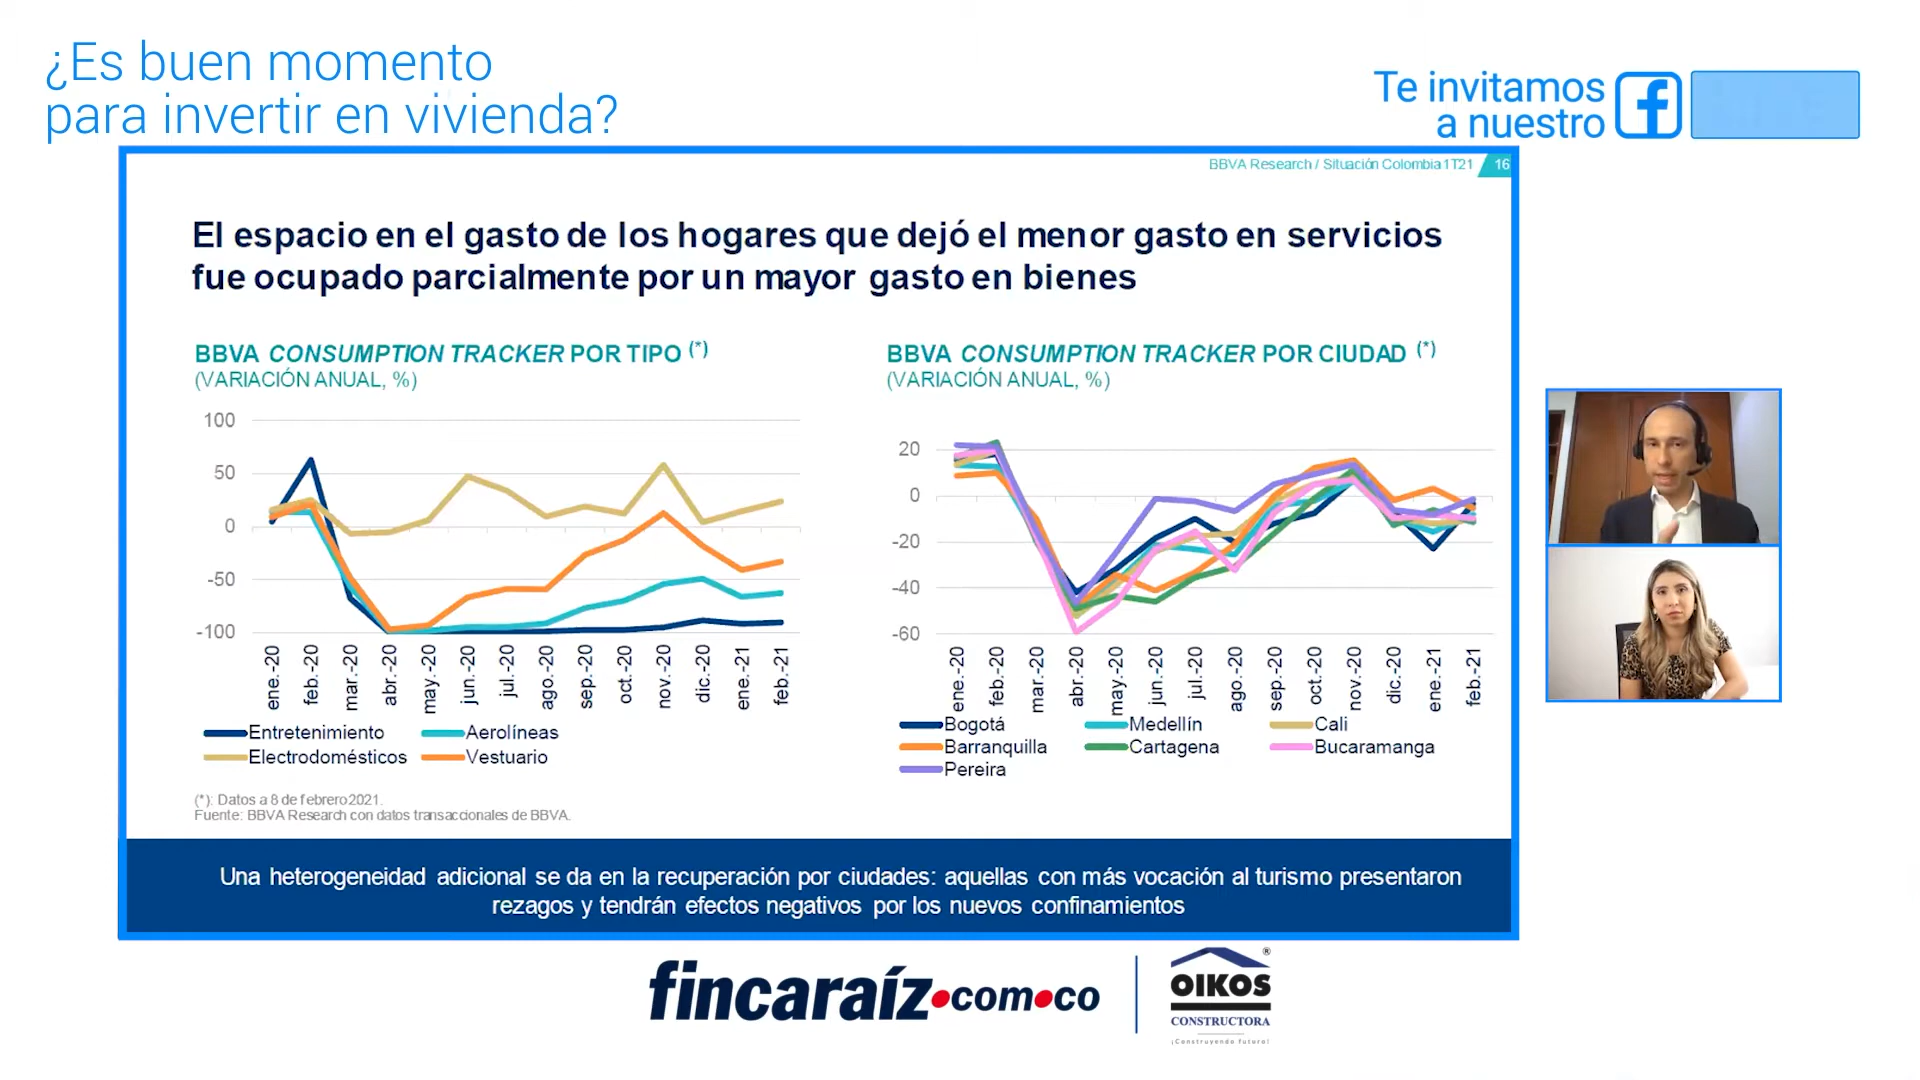 ¿Es buen momento
para invertir en vivienda?
Te invitamos
a nuestro
BBVA Research / Situación Colombia 1T21
16
El espacio en el gasto de los hogares que dejó el menor gasto en servicios
fue ocupado parcialmente por un mayor gasto en bienes
BBVA CONSUMPTION TRACKER POR TIPO (*)
(VARIACIÓN ANUAL, %)
100
50
0
-50
-100
ene.-20
feb.-20
mar.-20
abr.-20
may.-20
jun.-20
jul.-20
ago.-20
sep.-20
oct.-20
nov.-20
dic.-20
ene.-21
feb.-21
Entretenimiento
Aerolíneas
Electrodomésticos
Vestuario
BBVA CONSUMPTION TRACKER POR CIUDAD (*)
(VARIACIÓN ANUAL, %)
20
0
-20
-40
-60
ene.-20
feb.-20
mar.-20
abr.-20
may.-20
jun.-20
jul.-20
ago.-20
sep.-20
oct.-20
nov.-20
dic.-20
ene.-21
feb.-21
Bogotá
Medellín
Cali
Barranquilla
Cartagena
Bucaramanga
Pereira
(*): Datos a 8 de febrero 2021.
Fuente: BBVA Research con datos transaccionales de BBVA.
Una heterogeneidad adicional se da en la recuperación por ciudades: aquellas con más vocación al turismo presentaron
rezagos y tendrán efectos negativos por los nuevos confinamientos
fincaraíz.com.co
OIKOS
®
CONSTRUCTORA
¡Construyendo futuro!